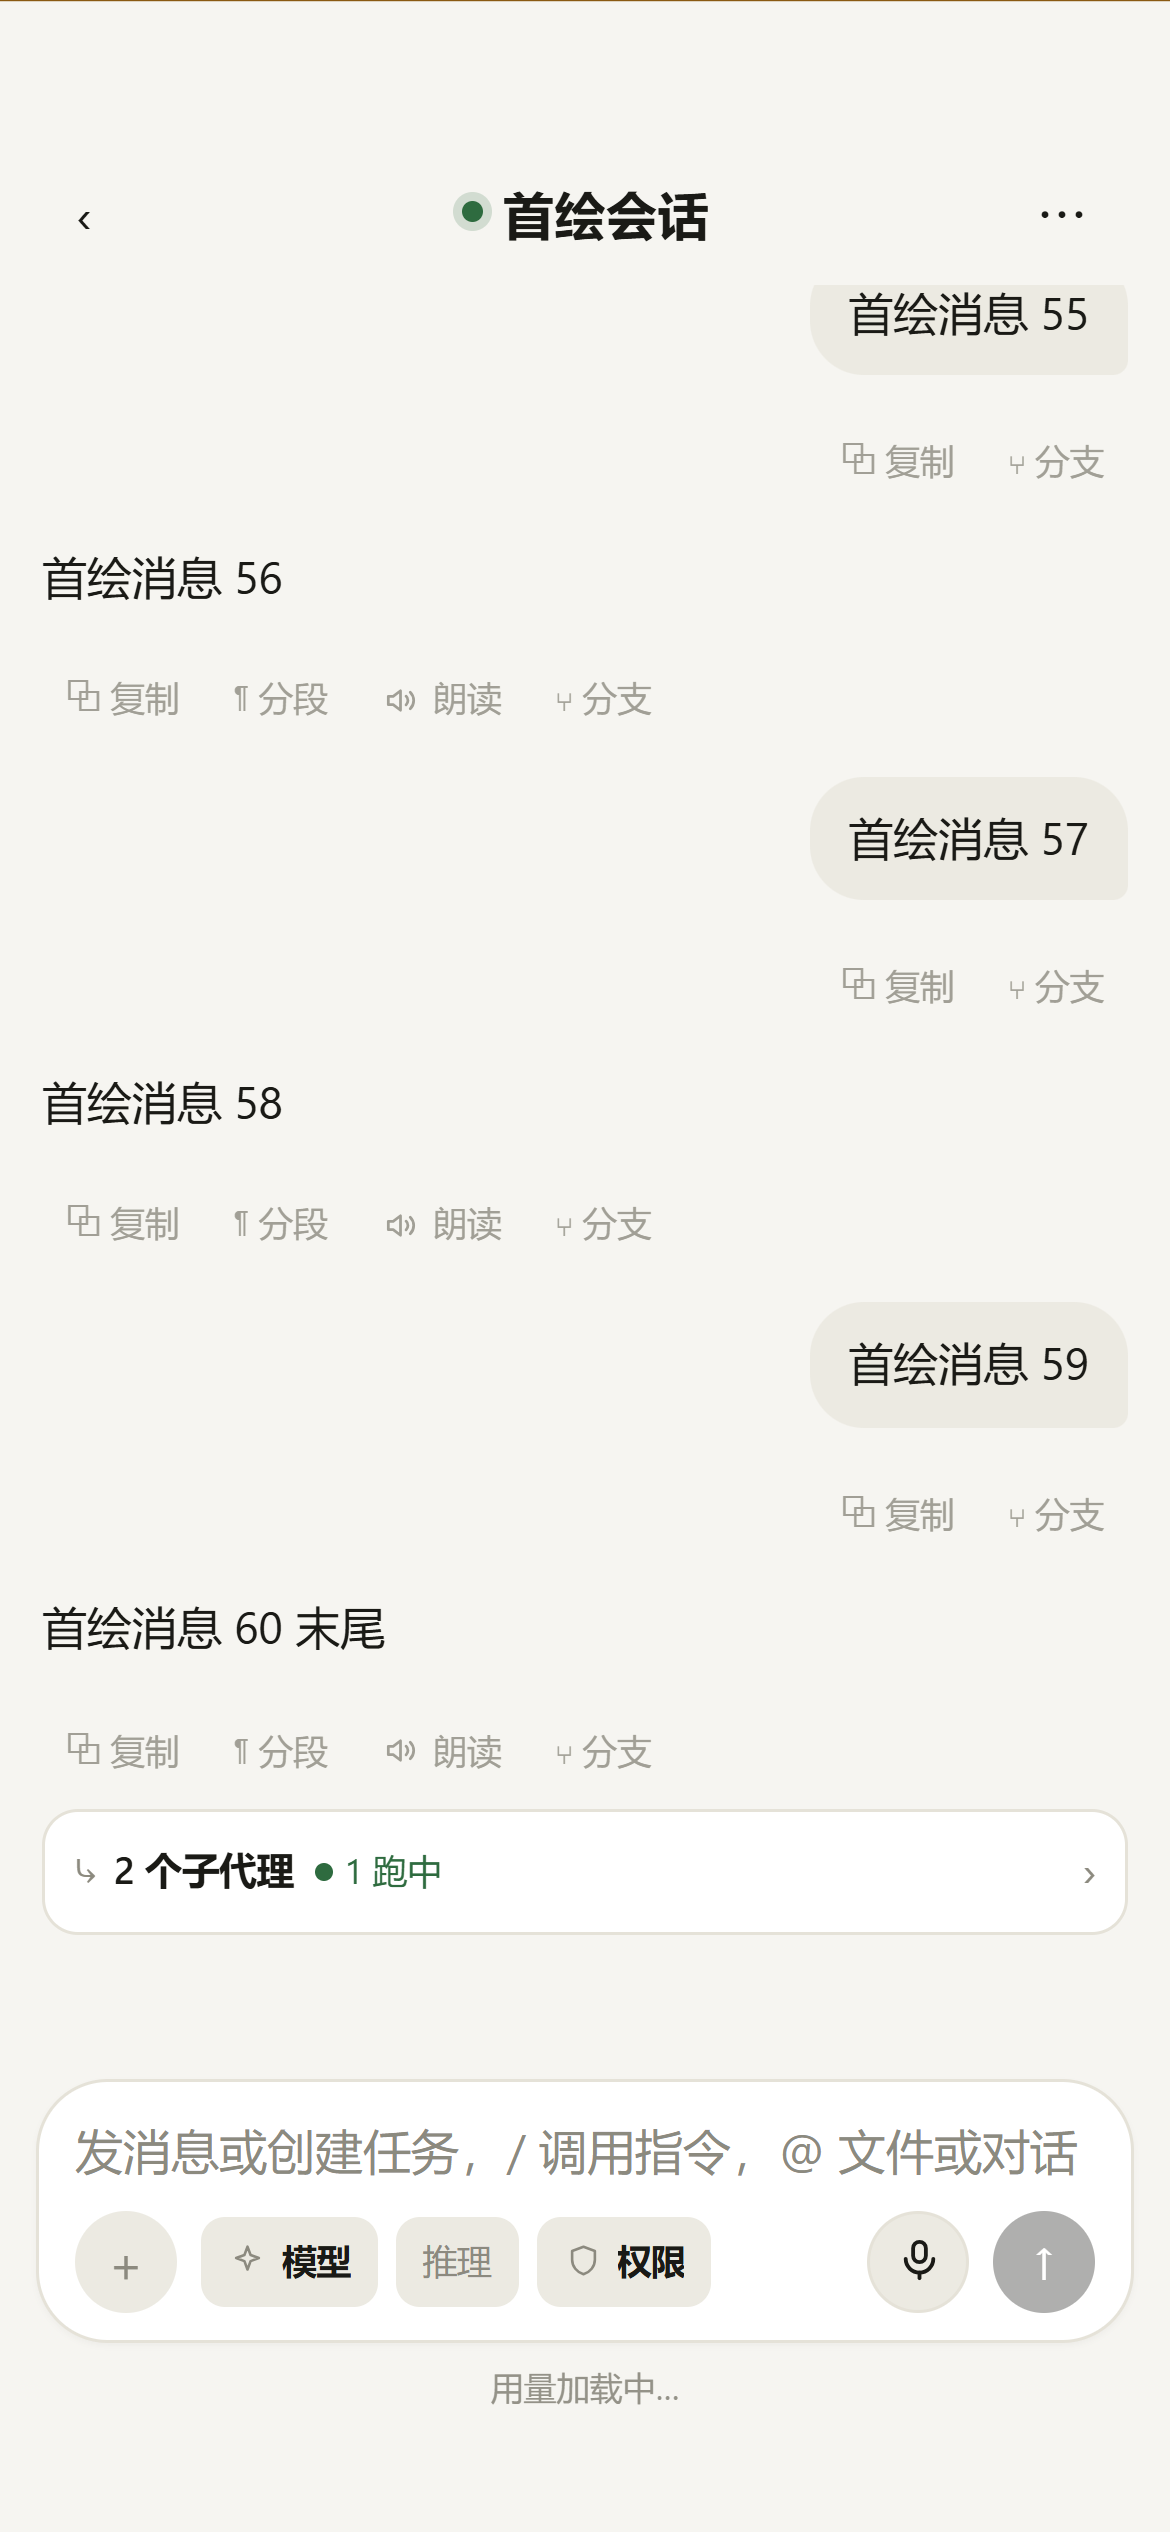 首绘会话
首绘消息 55
复制 分支
首绘消息 56
复制 ¶ 分段 朗读 分支
首绘消息 57
复制 分支
首绘消息 58
复制 ¶ 分段 朗读 分支
首绘消息 59
复制 分支
首绘消息 60 末尾
复制 ¶ 分段 朗读 分支
2 个子代理 1 跑中
发消息或创建任务，/ 调用指令，@ 文件或对话
模型 推理 权限
用量加载中...